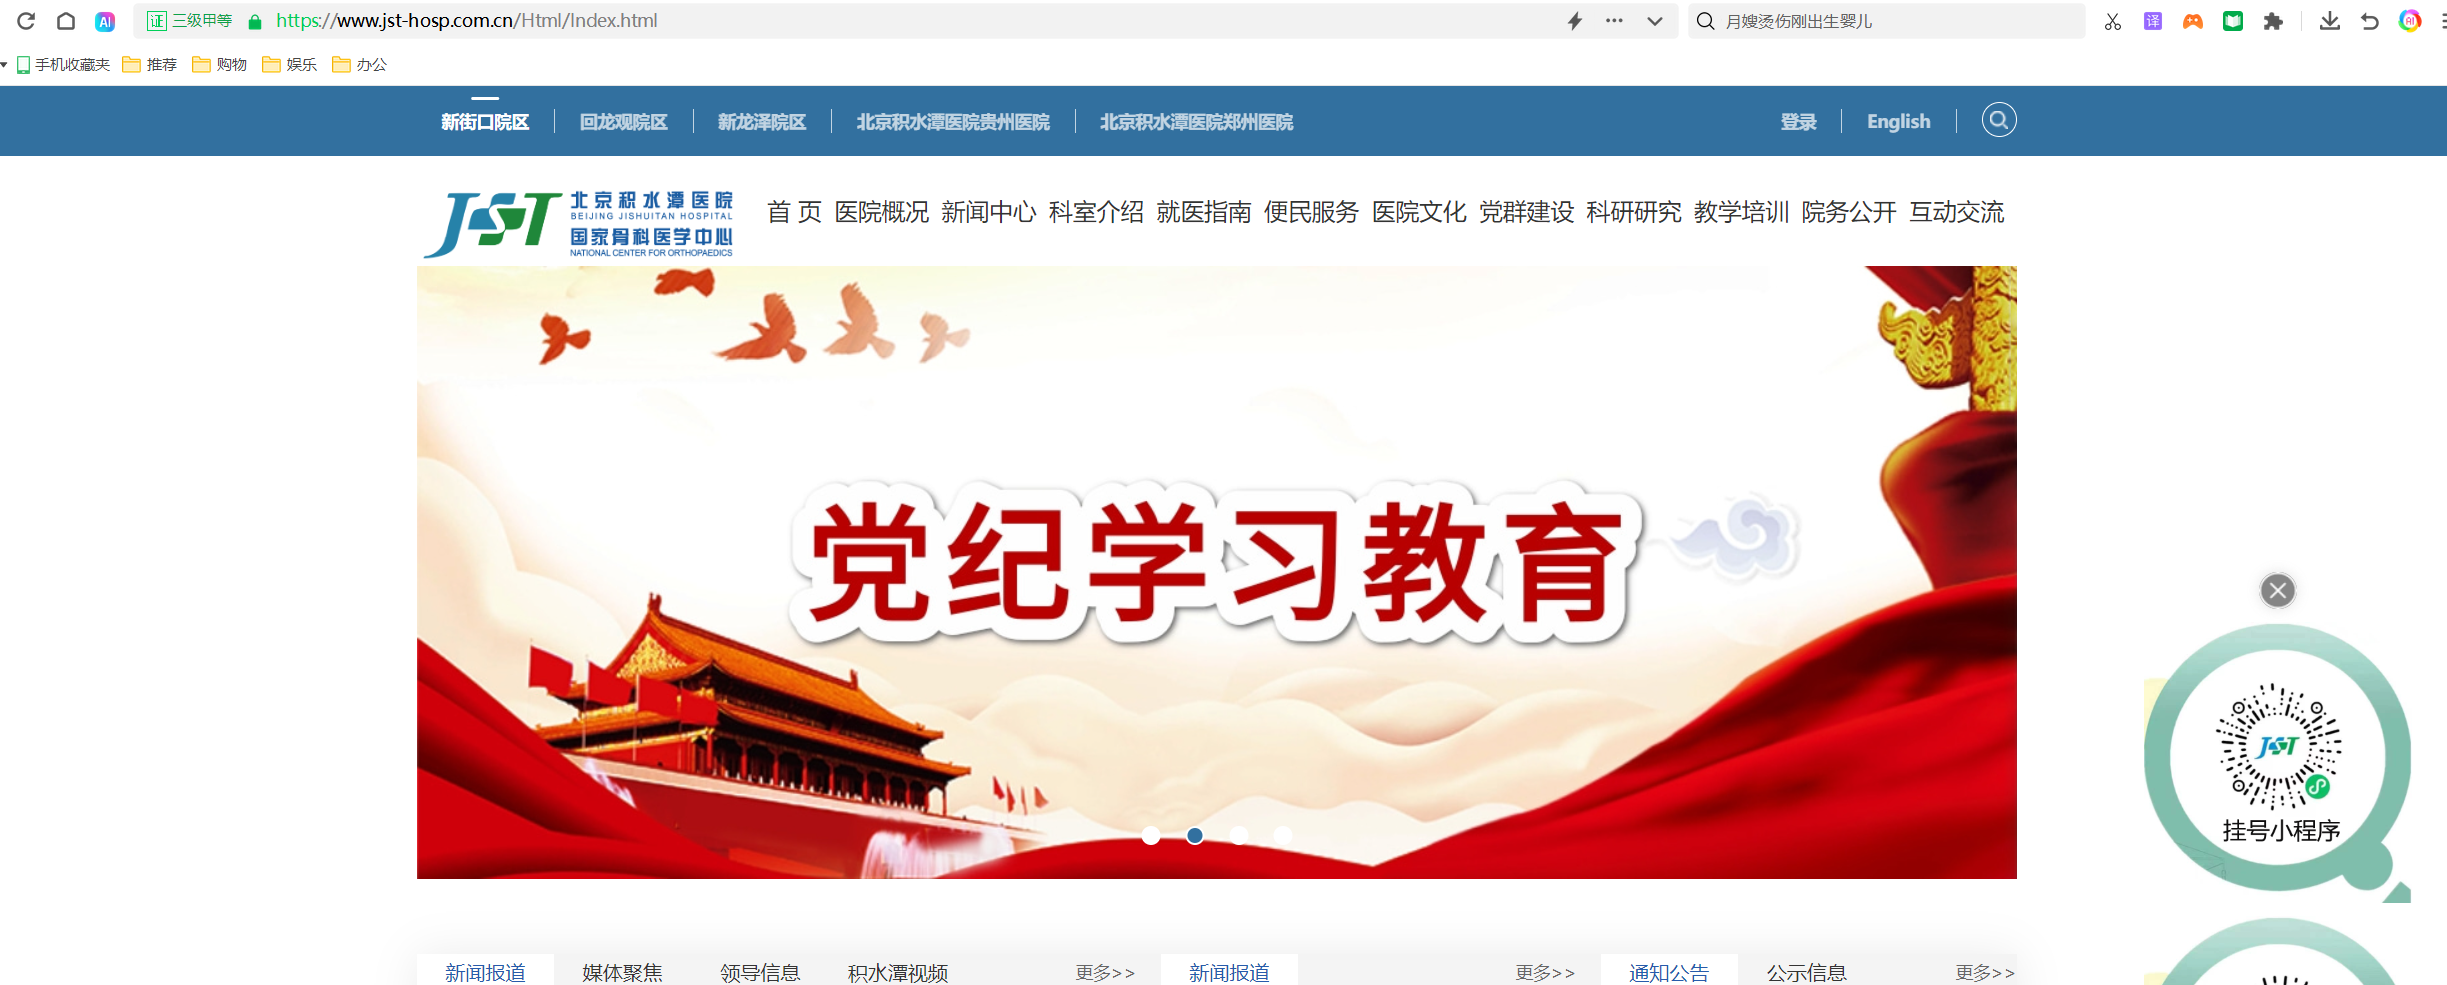 AI 证 三级甲等 https://www.jst-hosp.com.cn/Html/Index.html 月嫂烫伤刚出生婴儿 译 AI
手机收藏夹 推荐 购物 娱乐 办公
新街口院区 回龙观院区 新龙泽院区 北京积水潭医院贵州医院 北京积水潭医院郑州医院 登录 English
JST 北京积水潭医院
BEIJING JISHUITAN HOSPITAL
国家骨科医学中心
NATIONAL CENTER FOR ORTHOPAEDICS
首 页 医院概况 新闻中心 科室介绍 就医指南 便民服务 医院文化 党群建设 科研研究 教学培训 院务公开 互动交流
党纪学习教育
JST
挂号小程序
新闻报道 媒体聚焦 领导信息 积水潭视频 更多>> 新闻报道 更多>> 通知公告 公示信息 更多>>